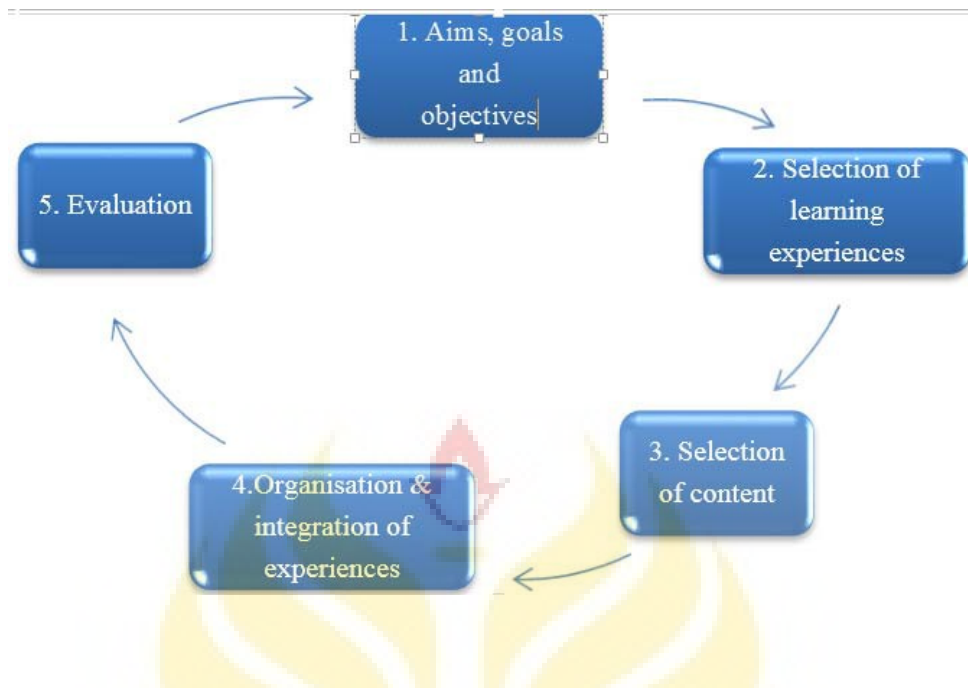 1. Aims, goals
and
objectives
2. Selection of
learning
experiences
3. Selection
of content
4.Organisation &
integration of
experiences
5. Evaluation